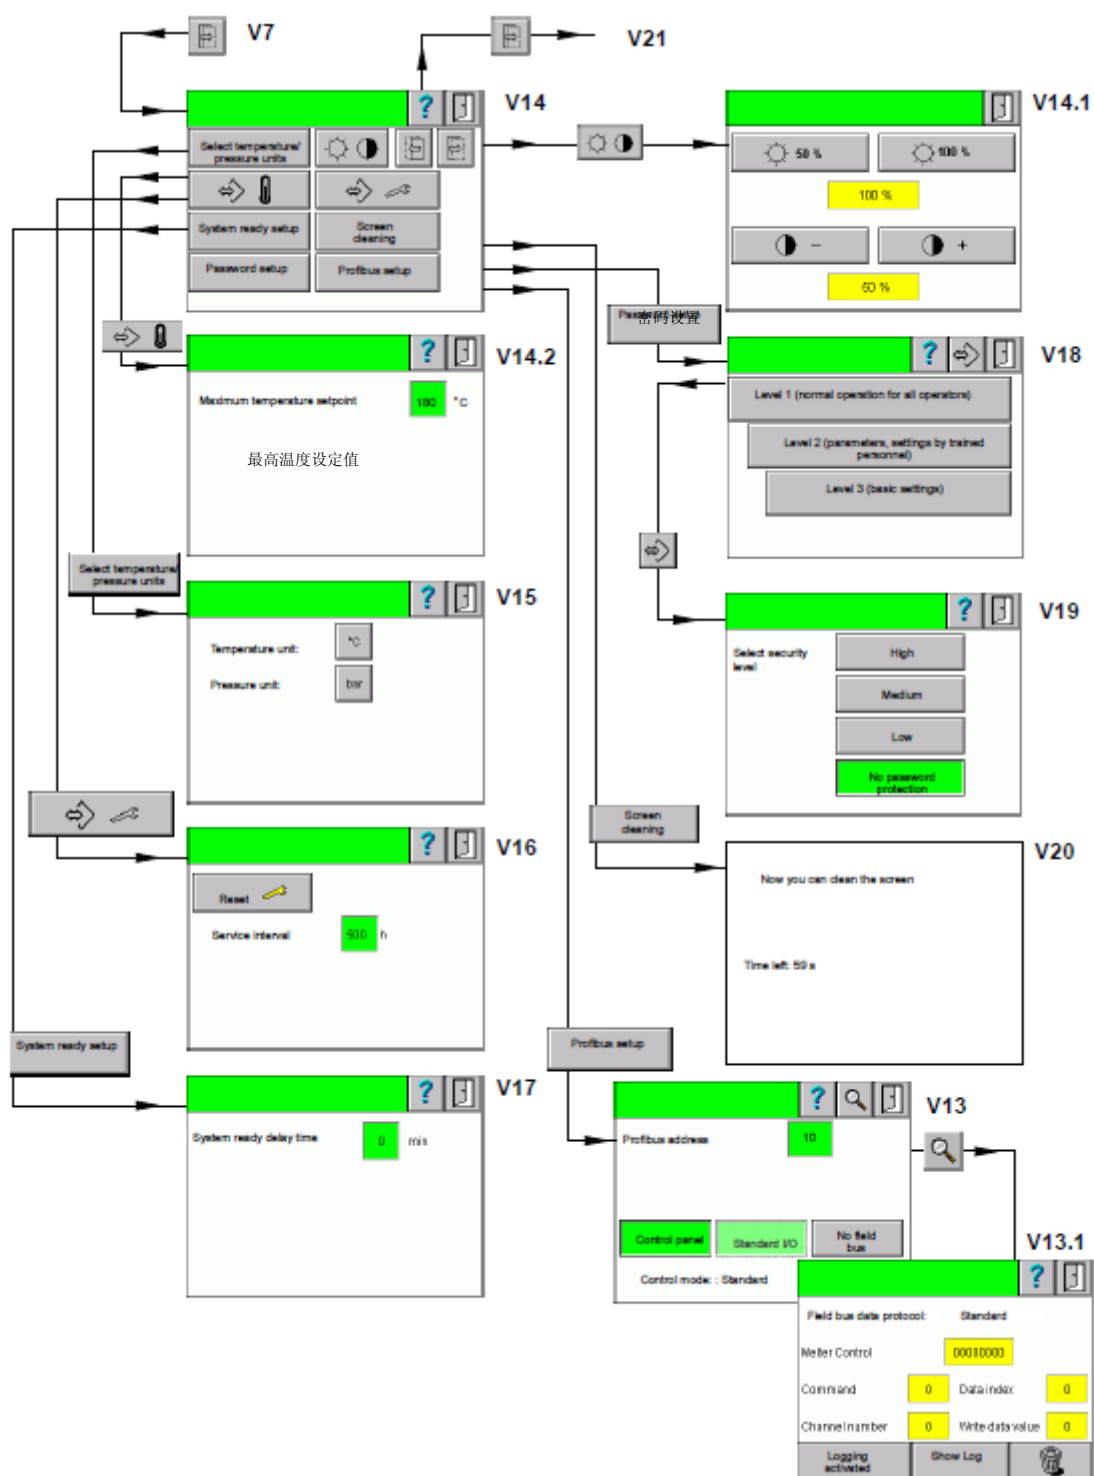 V7
V21
?
V14
Select temperature/
pressure units
System ready setup
Screen
cleaning
Password setup
Profibus setup
V14.1
50 %
100 %
100 %
-
+
50 %
?
V14.2
Maximum temperature setpoint
180
°C
最高温度设定值
密码设置
?
V18
Level 1 (normal operation for all operators)
Level 2 (parameters, settings by trained
personnel)
Level 3 (basic settings)
Select temperature/
pressure units
?
V15
Temperature unit:
°C
Pressure unit:
bar
?
V19
Select security
level
High
Medium
Low
No password
protection
?
V16
Reset
Service interval
500
h
Screen
cleaning
V20
Now you can clean the screen
Time left: 59 s
System ready setup
?
V17
System ready delay time
0
min
Profibus setup
?
V13
Profibus address
10
Control panel
Standard I/O
No field
bus
Control mode: : Standard
V13.1
?
Field bus data protocol:
Standard
Melter Control
00000000
Command
0
Data index
0
Channel number
0
Write data value
0
Logging
activated
Show Log